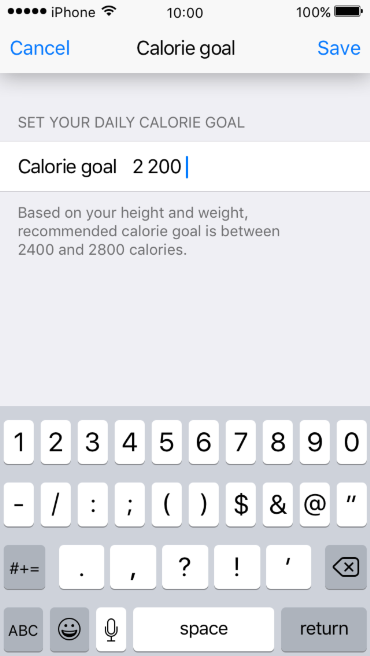 iPhone 10:00 100%
Cancel Calorie goal Save
SET YOUR DAILY CALORIE GOAL
Calorie goal 2 200
Based on your height and weight,
recommended calorie goal is between
2400 and 2800 calories.
1 2 3 4 5 6 7 8 9 0
- / : ; ( ) $ & @ "
#+= . , ? ! ’
ABC space return